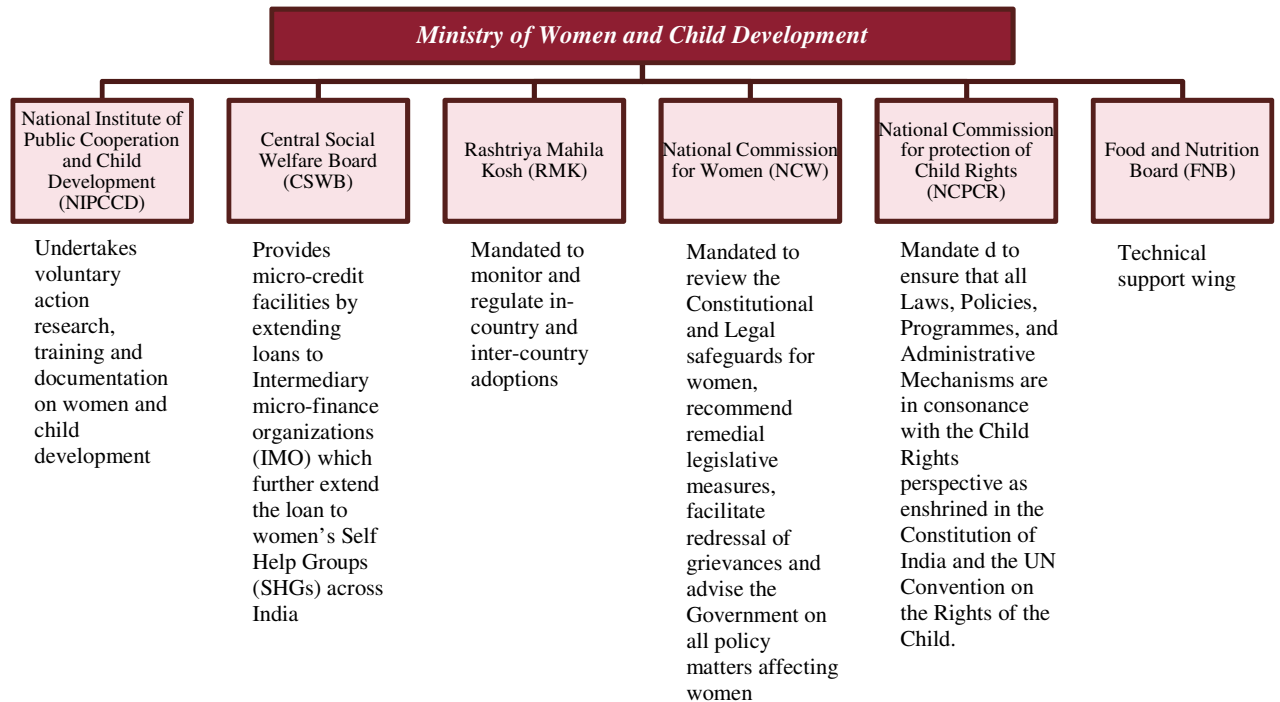 Ministry of Women and Child Development
National Institute of
Public Cooperation
and Child
Development
(NIPCCD)
Central Social
Welfare Board
(CSWB)
Rashtriya Mahila
Kosh (RMK)
National Commission
for Women (NCW)
National Commission
for protection of
Child Rights
(NCPCR)
Food and Nutrition
Board (FNB)
Undertakes
voluntary
action
research,
training and
documentation
on women and
child
development
Provides
micro-credit
facilities by
extending
loans to
Intermediary
micro-finance
organizations
(IMO) which
further extend
the loan to
women’s Self
Help Groups
(SHGs) across
India
Mandated to
monitor and
regulate in-
country and
inter-country
adoptions
Mandated to
review the
Constitutional
and Legal
safeguards for
women,
recommend
remedial
legislative
measures,
facilitate
redressal of
grievances and
advise the
Government on
all policy
matters affecting
women
Mandate d to
ensure that all
Laws, Policies,
Programmes, and
Administrative
Mechanisms are
in consonance
with the Child
Rights
perspective as
enshrined in the
Constitution of
India and the UN
Convention on
the Rights of the
Child.
Technical
support wing